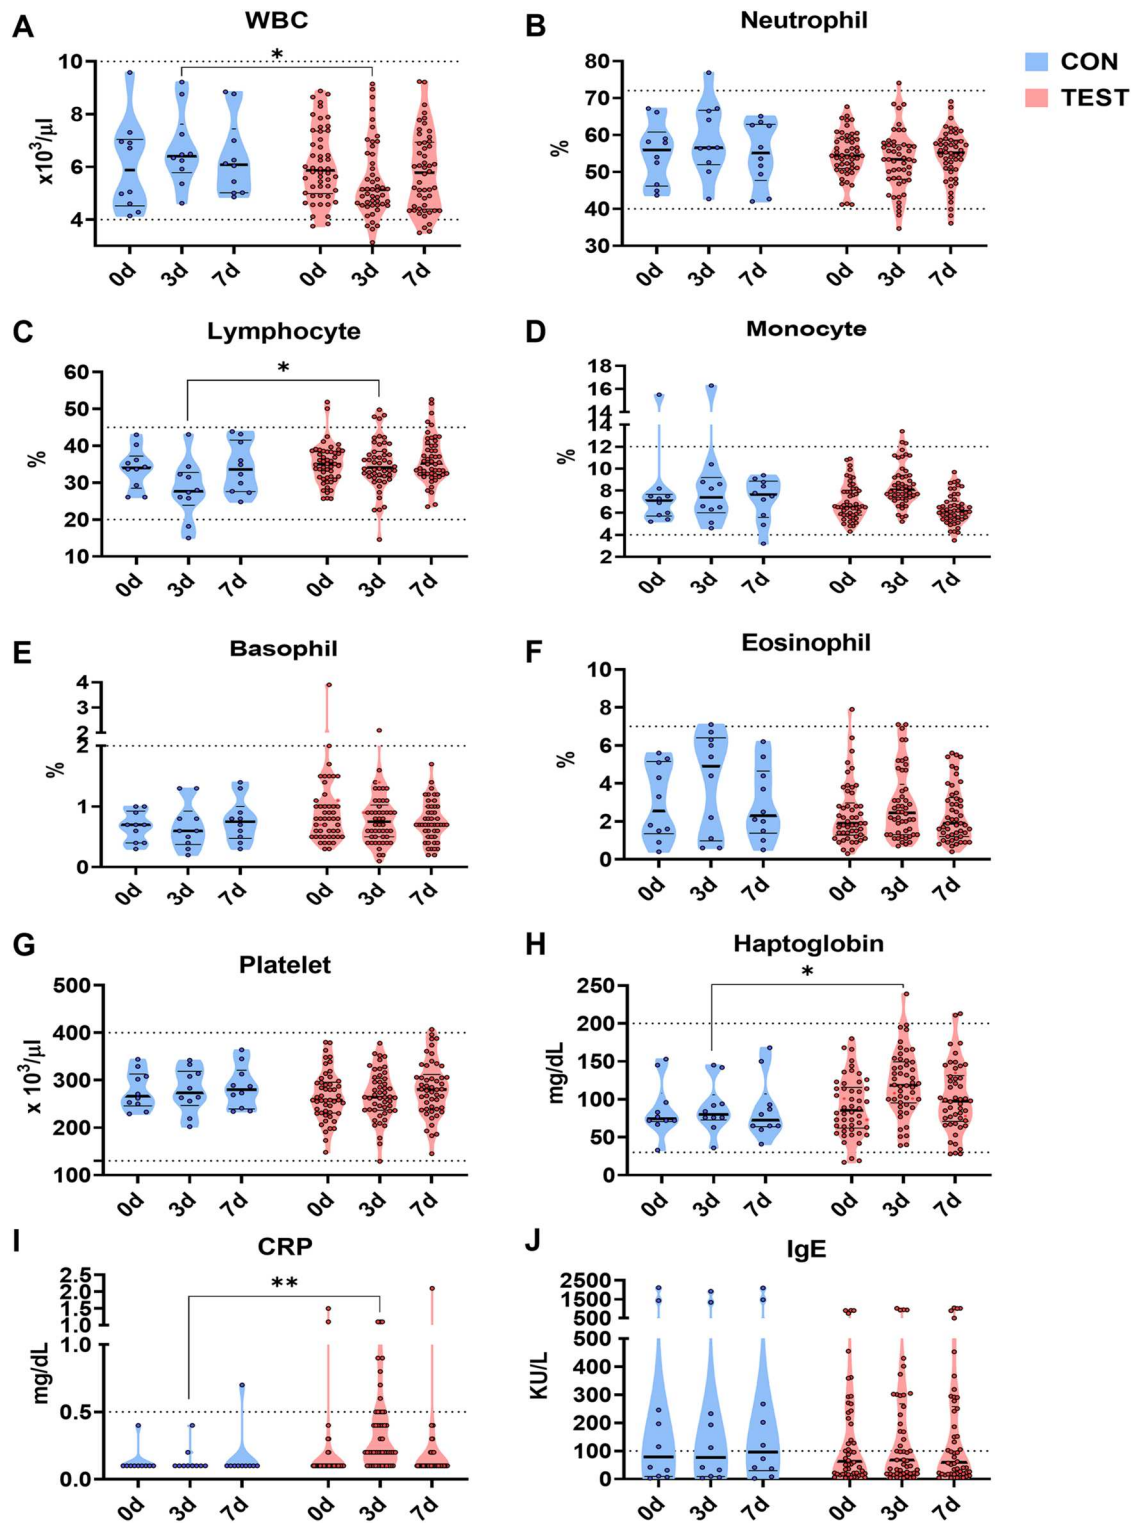 A
WBC
*
×10³/µl
10
8
6
4
0d 3d 7d 0d 3d 7d
B
Neutrophil
%
80
70
60
50
40
30
0d 3d 7d 0d 3d 7d
CON
TEST
C
Lymphocyte
*
%
60
50
40
30
20
10
0d 3d 7d 0d 3d 7d
D
Monocyte
%
18
16
14
14
12
10
8
6
4
2
0d 3d 7d 0d 3d 7d
E
Basophil
%
4
3
2
2
1
0
0d 3d 7d 0d 3d 7d
F
Eosinophil
%
10
8
6
4
2
0
0d 3d 7d 0d 3d 7d
G
Platelet
x 10³/µl
500
400
300
200
100
0d 3d 7d 0d 3d 7d
H
Haptoglobin
*
mg/dL
250
200
150
100
50
0
0d 3d 7d 0d 3d 7d
I
CRP
**
mg/dL
2.5
2.0
1.5
1.0
1.0
0.5
0.0
0d 3d 7d 0d 3d 7d
J
IgE
KU/L
2500
1500
500
500
400
300
200
100
0
0d 3d 7d 0d 3d 7d